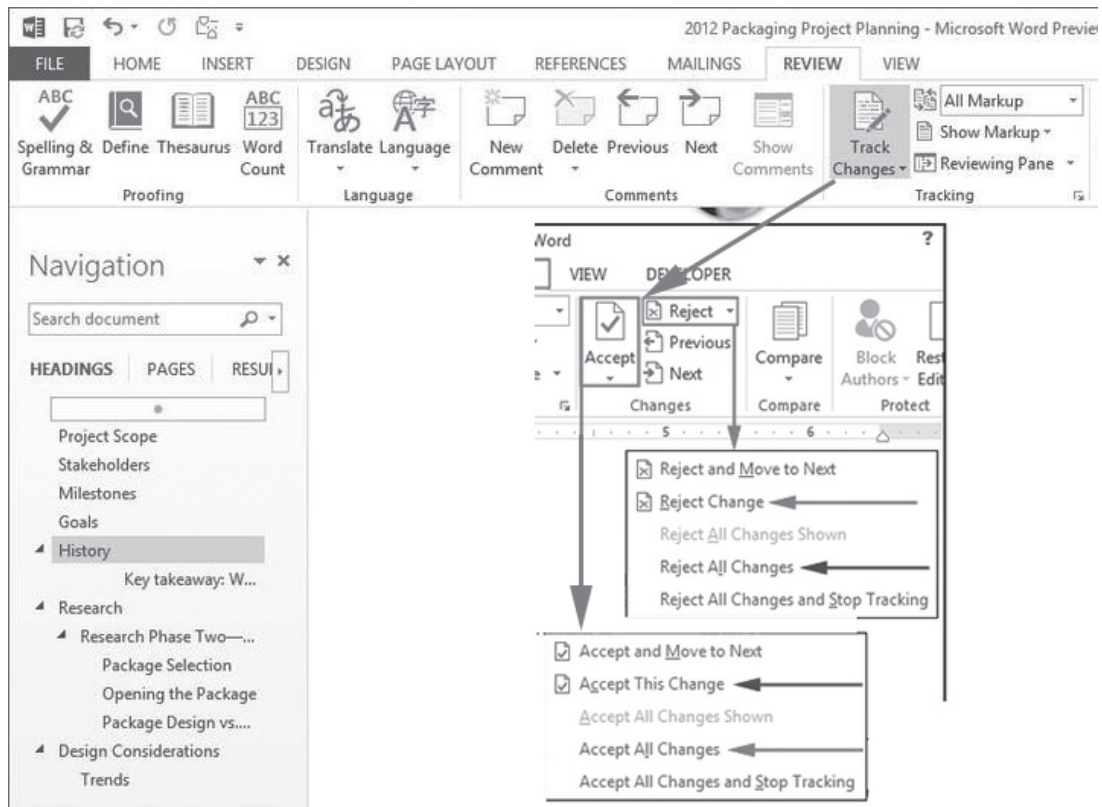 2012 Packaging Project Planning - Microsoft Word Preview
FILE HOME INSERT DESIGN PAGE LAYOUT REFERENCES MAILINGS REVIEW VIEW
ABC
Spelling & Grammar
Define
Thesaurus
ABC 123
Word Count
Proofing
Translate
Language
Language
New Comment
Delete
Previous
Next
Show Comments
Comments
Track Changes
All Markup
Show Markup
Reviewing Pane
Tracking
Navigation
Search document
HEADINGS PAGES RESUL
Project Scope
Stakeholders
Milestones
Goals
History
Key takeaway: W...
Research
Research Phase Two—...
Package Selection
Opening the Package
Package Design vs....
Design Considerations
Trends
Word ?
VIEW DEVELOPER
Accept
Reject
Previous
Next
Changes
Compare
Compare
Block Authors
Rest
Edit
Protect
5 6
Reject and Move to Next
Reject Change
Reject All Changes Shown
Reject All Changes
Reject All Changes and Stop Tracking
Accept and Move to Next
Accept This Change
Accept All Changes Shown
Accept All Changes
Accept All Changes and Stop Tracking